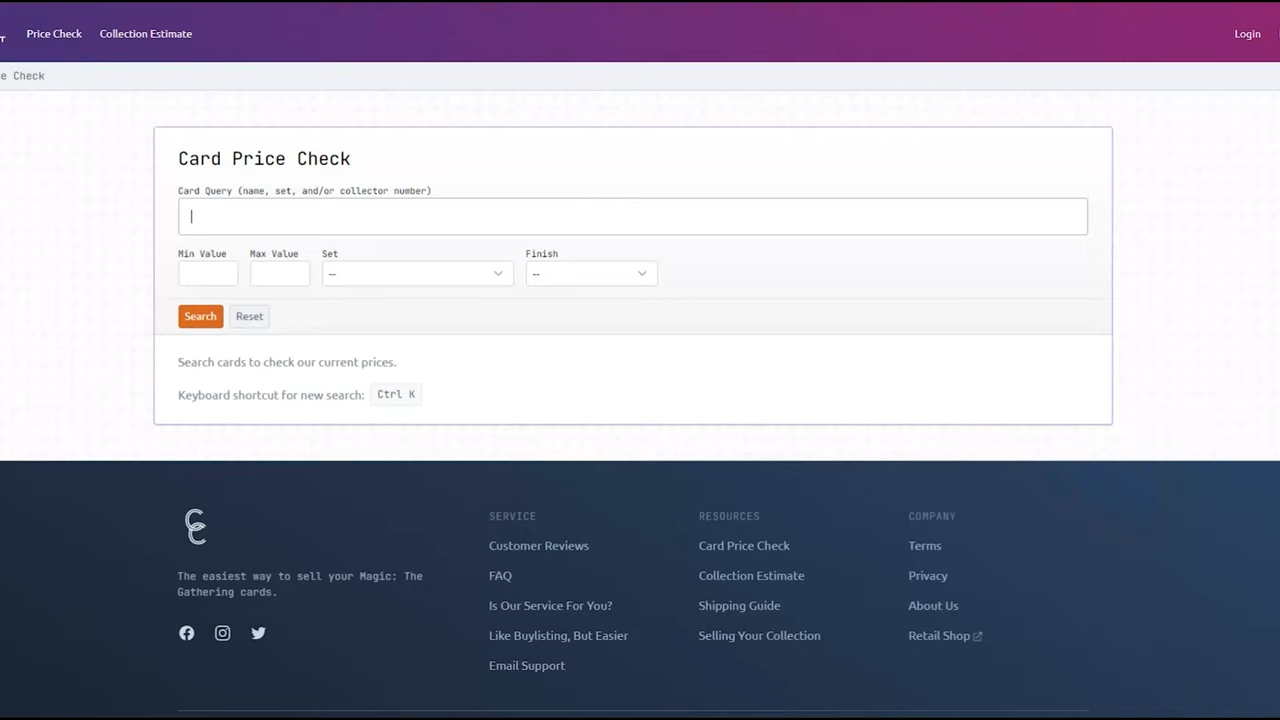 T Price Check Collection Estimate Login
e Check
Card Price Check
Card Query (name, set, and/or collector number)
Min Value Max Value Set Finish
-- --
Search Reset
Search cards to check our current prices.
Keyboard shortcut for new search: Ctrl K
SERVICE RESOURCES COMPANY
Customer Reviews Card Price Check Terms
The easiest way to sell your Magic: The
Gathering cards.
FAQ Collection Estimate Privacy
Is Our Service For You? Shipping Guide About Us
Like Buylisting, But Easier Selling Your Collection Retail Shop
Email Support